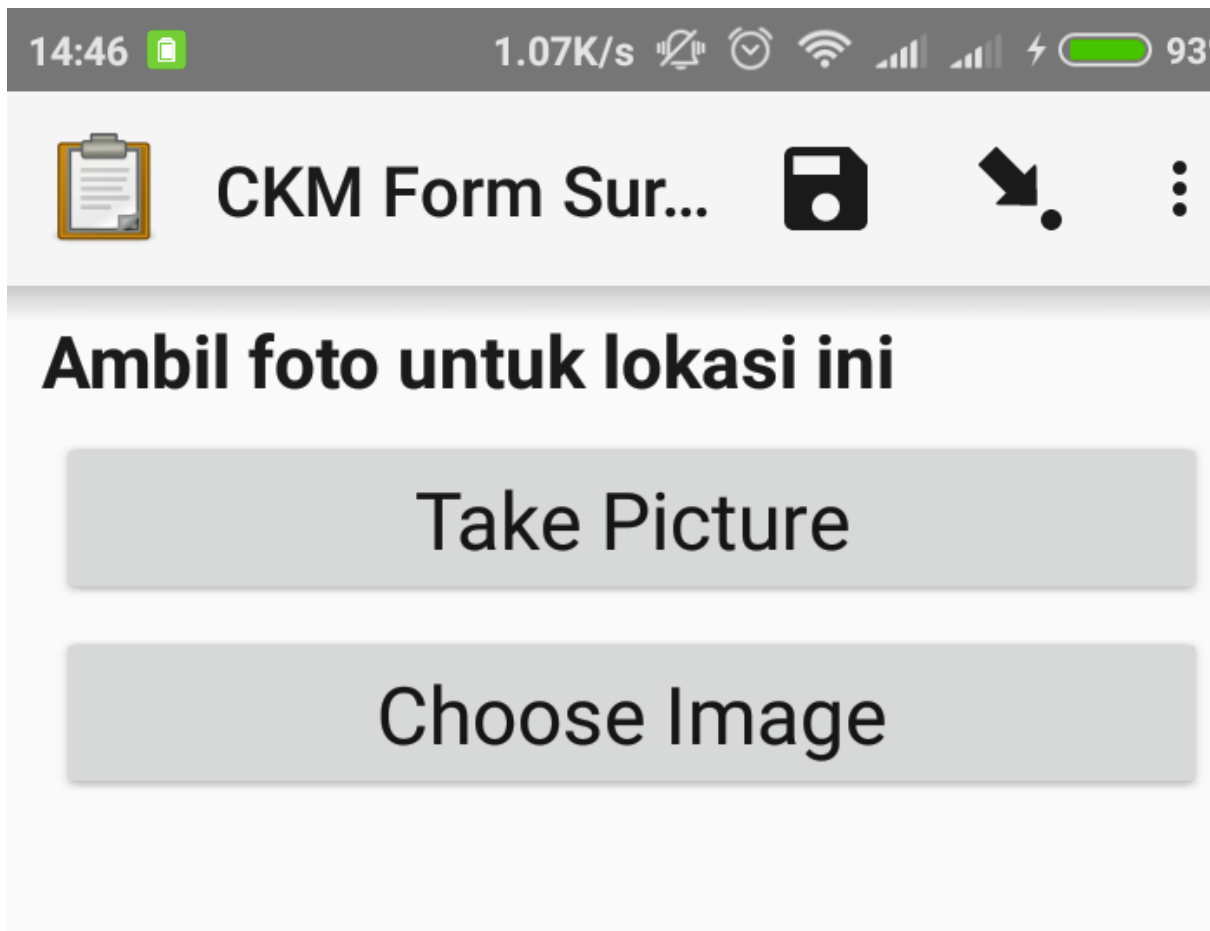 14:46 1.07K/s 93
CKM Form Sur...
Ambil foto untuk lokasi ini
Take Picture
Choose Image